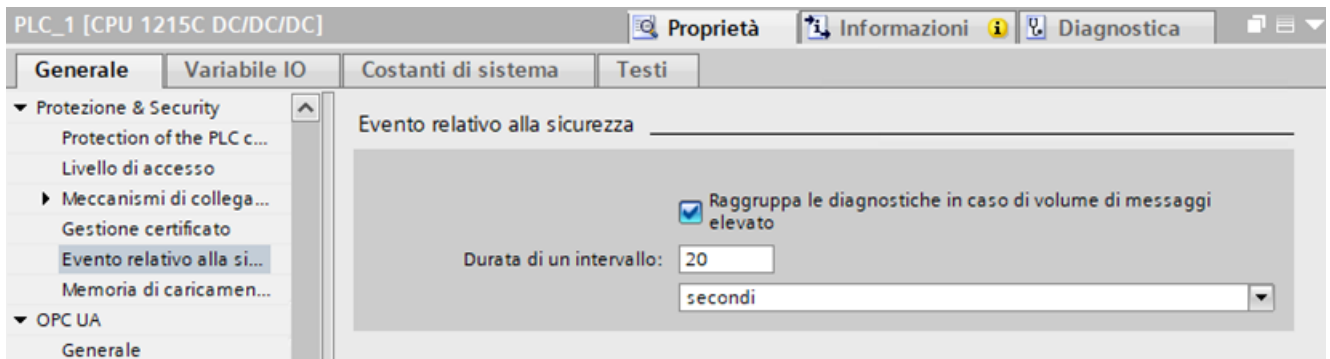 PLC_1 [CPU 1215C DC/DC/DC]
Proprietà
Informazioni
Diagnostica
Generale
Variabile IO
Costanti di sistema
Testi
Protezione & Security
Protection of the PLC c...
Livello di accesso
Meccanismi di collega...
Gestione certificato
Evento relativo alla si...
Memoria di caricamen...
OPC UA
Generale
Evento relativo alla sicurezza
Raggruppa le diagnostiche in caso di volume di messaggi
elevato
Durata di un intervallo: 20
secondi